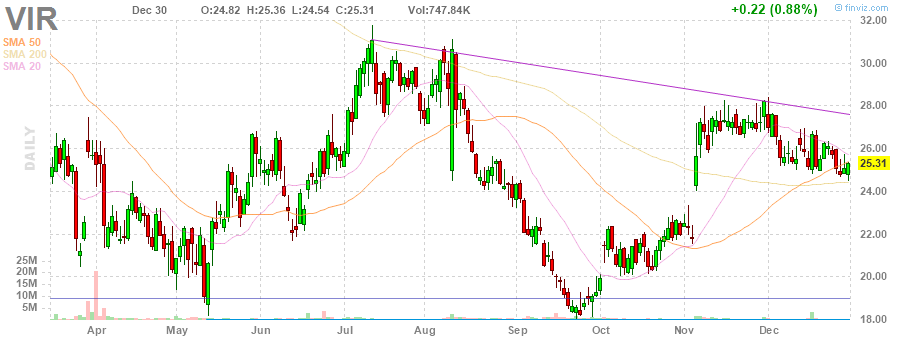 VIR Dec 30 O:24.82 H:25.36 L:24.54 C:25.31 Vol:747.84K +0.22 (0.88%) © finviz.com
SMA 50
SMA 200
SMA 20
DAILY
32.00
30.00
28.00
26.00
25.31
24.00
22.00
20.00
18.00
25M
20M
15M
10M
5M
Apr May Jun Jul Aug Sep Oct Nov Dec